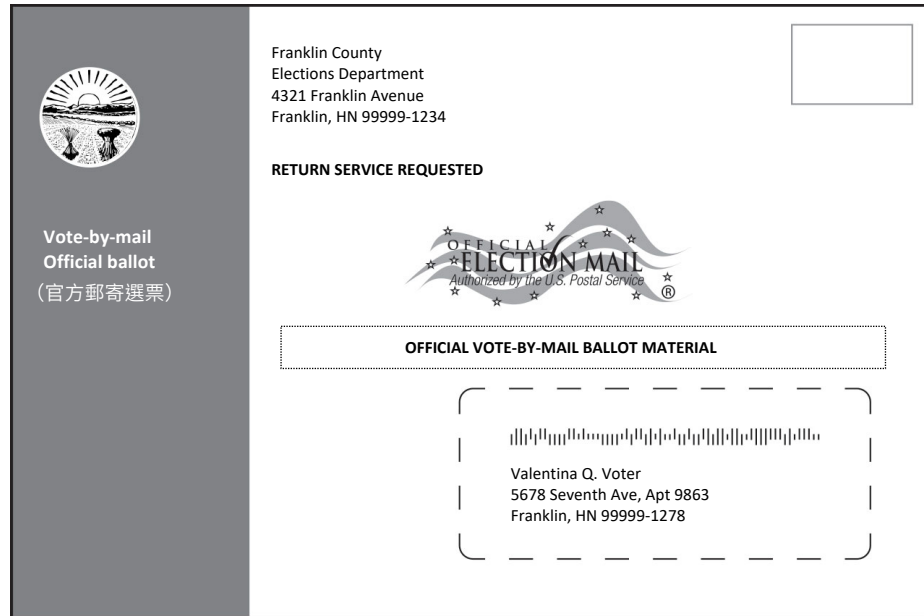 Vote-by-mail
Official ballot
（官方郵寄選票）
Franklin County
Elections Department
4321 Franklin Avenue
Franklin, HN 99999-1234
RETURN SERVICE REQUESTED
OFFICIAL
ELECTION MAIL
Authorized by the U.S. Postal Service
®
OFFICIAL VOTE-BY-MAIL BALLOT MATERIAL
Valentina Q. Voter
5678 Seventh Ave, Apt 9863
Franklin, HN 99999-1278